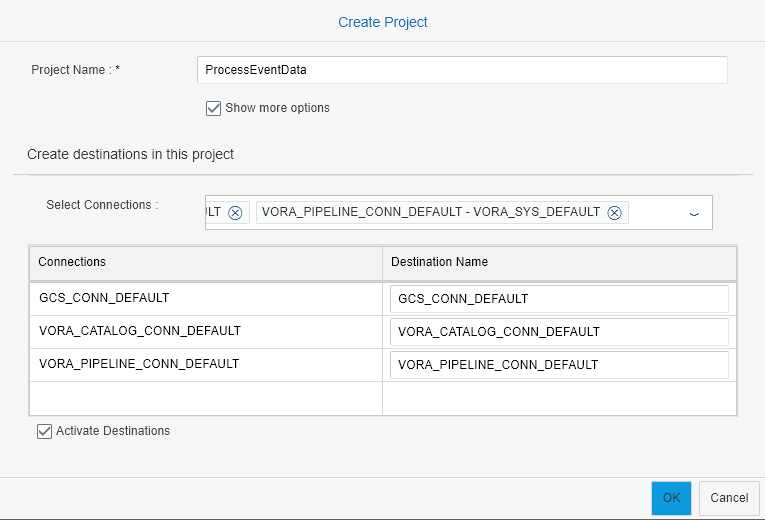 Create Project
Project Name : * ProcessEventData
Show more options
Create destinations in this project
Select Connections : VORA_PIPELINE_CONN_DEFAULT - VORA_SYS_DEFAULT
Connections Destination Name
GCS_CONN_DEFAULT GCS_CONN_DEFAULT
VORA_CATALOG_CONN_DEFAULT VORA_CATALOG_CONN_DEFAULT
VORA_PIPELINE_CONN_DEFAULT VORA_PIPELINE_CONN_DEFAULT
Activate Destinations
OK Cancel